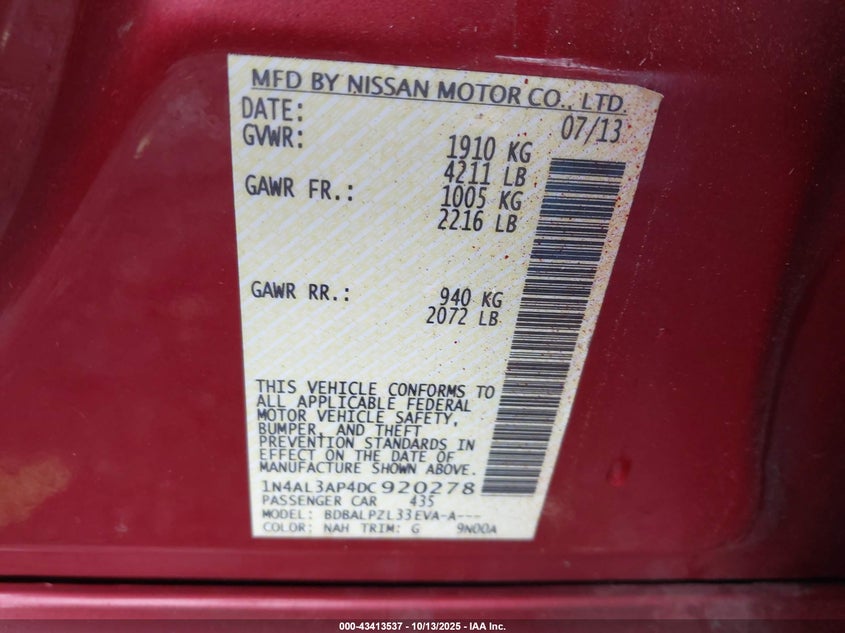 MFD BY NISSAN MOTOR CO., LTD.
DATE: 07/13
GVWR: 1910 KG
4211 LB
GAWR FR.: 1005 KG
2216 LB
GAWR RR.: 940 KG
2072 LB
THIS VEHICLE CONFORMS TO
ALL APPLICABLE FEDERAL
MOTOR VEHICLE SAFETY,
BUMPER, AND THEFT
PREVENTION STANDARDS IN
EFFECT ON THE DATE OF
MANUFACTURE SHOWN ABOVE.
1N4AL3AP4DC920278
PASSENGER CAR 435
MODEL: BDBALPZL33EVA-A---
COLOR: NAH TRIM: G 9N00A
000-43413537 - 10/13/2025 - IAA Inc.